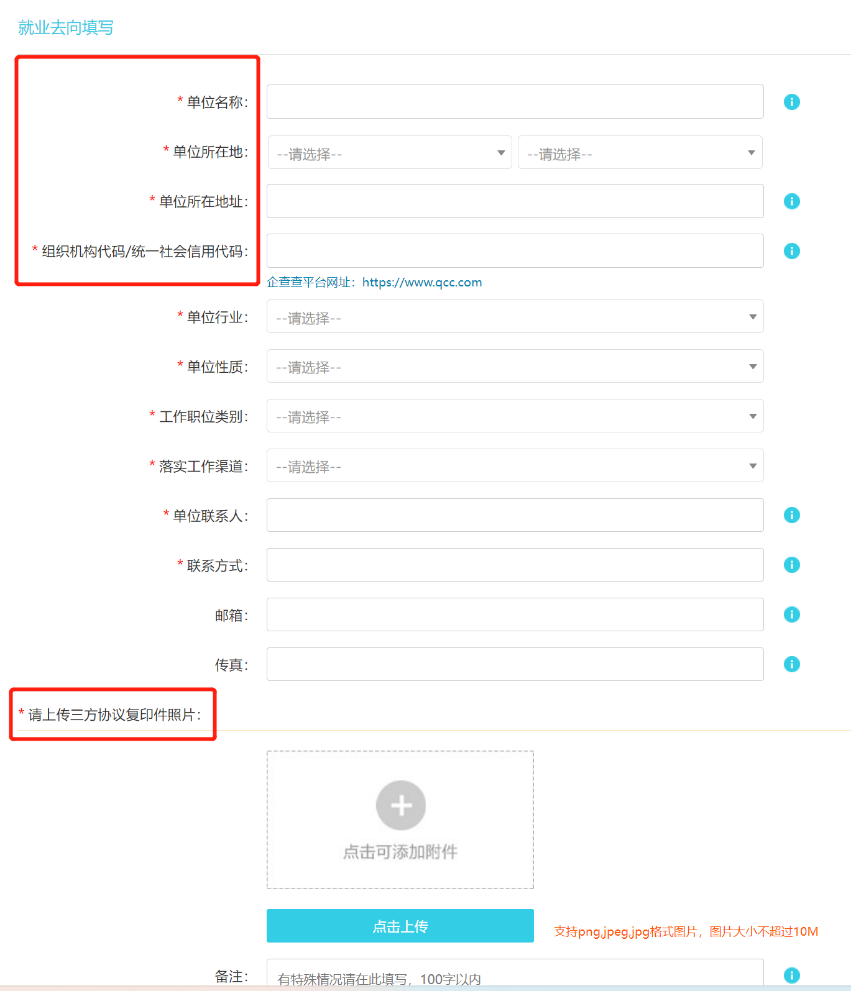 就业去向填写
* 单位名称：
* 单位所在地： --请选择-- --请选择--
* 单位所在地址：
* 组织机构代码/统一社会信用代码：
企查查平台网址：https://www.qcc.com
* 单位行业： --请选择--
* 单位性质： --请选择--
* 工作职位类别： --请选择--
* 落实工作渠道： --请选择--
* 单位联系人：
* 联系方式：
邮箱：
传真：
* 请上传三方协议复印件照片：
点击可添加附件
点击上传 支持png,jpeg,jpg格式图片，图片大小不超过10M
备注： 有特殊情况请在此填写，100字以内